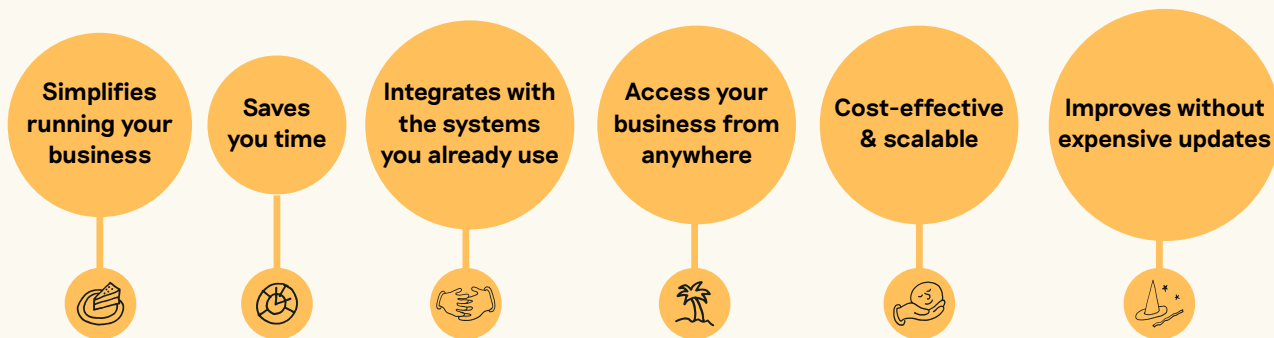 Simplifies
running your
business
Saves
you time
Integrates with
the systems
you already use
Access your
business from
anywhere
Cost-effective
& scalable
Improves without
expensive updates